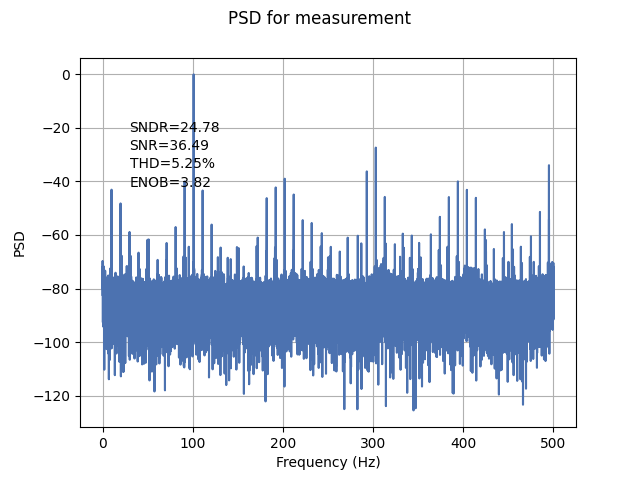 PSD for measurement
0
−20
−40
−60
−80
−100
−120
PSD
SNDR=24.78
SNR=36.49
THD=5.25%
ENOB=3.82
0 100 200 300 400 500
Frequency (Hz)